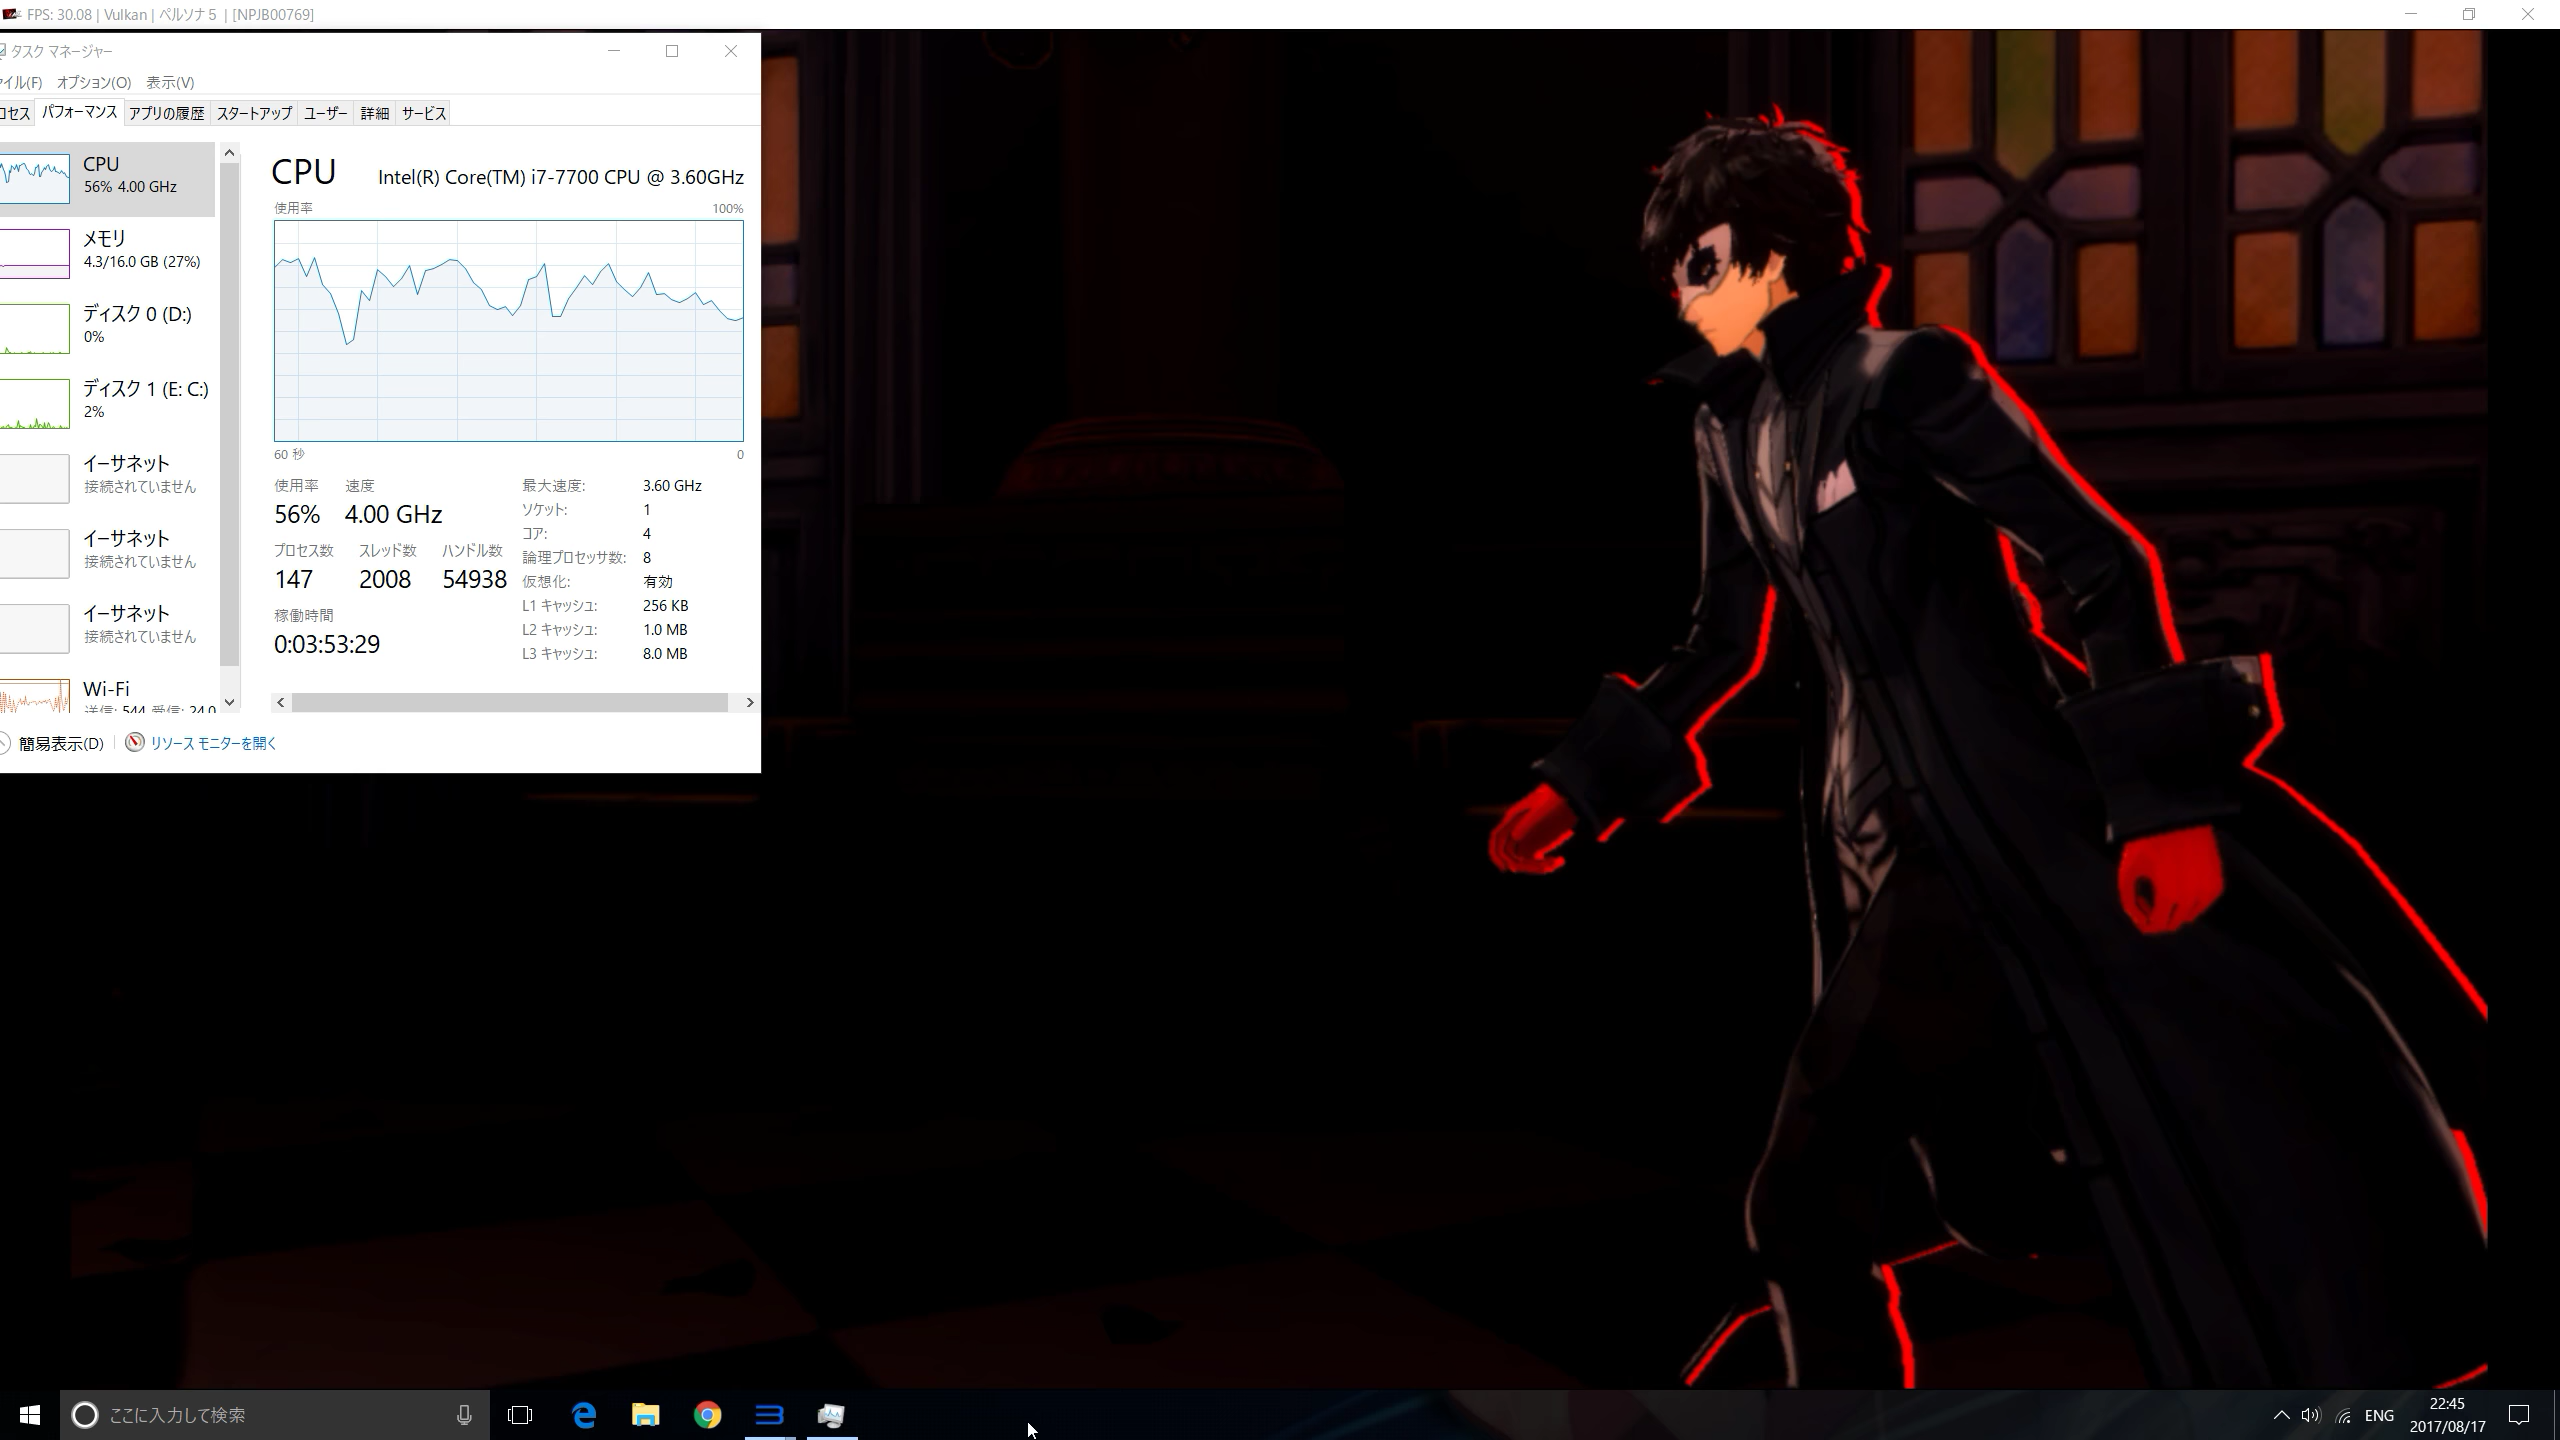 FPS: 30.08 | Vulkan | ペルソナ５ | [NPJB00769]
タスク マネージャー
イル(F) オプション(O) 表示(V)
ロセス パフォーマンス アプリの履歴 スタートアップ ユーザー 詳細 サービス
CPU
56% 4.00 GHz
メモリ
4.3/16.0 GB (27%)
ディスク 0 (D:)
0%
ディスク 1 (E: C:)
2%
イーサネット
接続されていません
イーサネット
接続されていません
イーサネット
接続されていません
Wi-Fi
送信: 544 受信: 24.0
CPU Intel(R) Core(TM) i7-7700 CPU @ 3.60GHz
使用率 100%
60 秒 0
使用率 速度
56% 4.00 GHz
プロセス数 スレッド数 ハンドル数
147 2008 54938
稼働時間
0:03:53:29
最大速度: 3.60 GHz
ソケット: 1
コア: 4
論理プロセッサ数: 8
仮想化: 有効
L1 キャッシュ: 256 KB
L2 キャッシュ: 1.0 MB
L3 キャッシュ: 8.0 MB
簡易表示(D) リソース モニターを開く
ここに入力して検索
ENG
22:45
2017/08/17